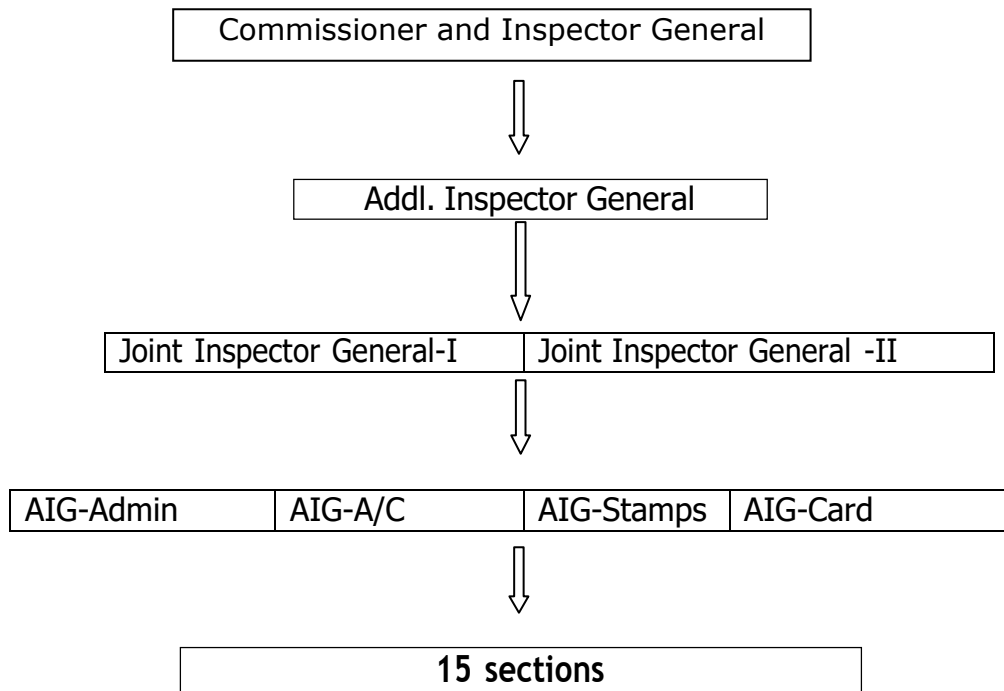 Commissioner and Inspector General
Addl. Inspector General
Joint Inspector General-I Joint Inspector General -II
AIG-Admin AIG-A/C AIG-Stamps AIG-Card
15 sections